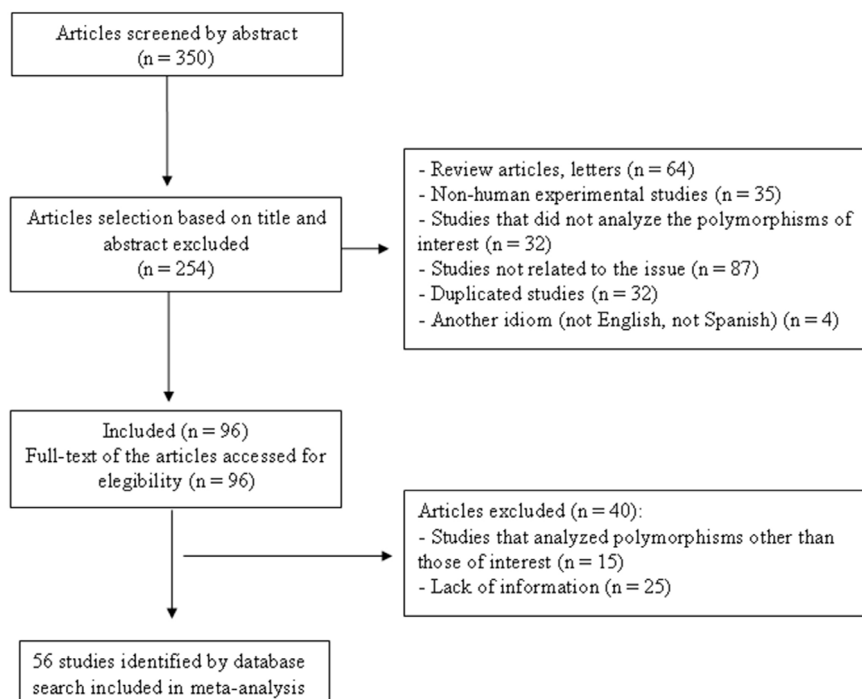 Articles screened by abstract
(n = 350)
- Review articles, letters (n = 64)
- Non-human experimental studies (n = 35)
- Studies that did not analyze the polymorphisms of
interest (n = 32)
- Studies not related to the issue (n = 87)
- Duplicated studies (n = 32)
- Another idiom (not English, not Spanish) (n = 4)
Articles selection based on title and
abstract excluded
(n = 254)
Included (n = 96)
Full-text of the articles accessed for
elegibility (n = 96)
Articles excluded (n = 40):
- Studies that analyzed polymorphisms other than
those of interest (n = 15)
- Lack of information (n = 25)
56 studies identified by database
search included in meta-analysis